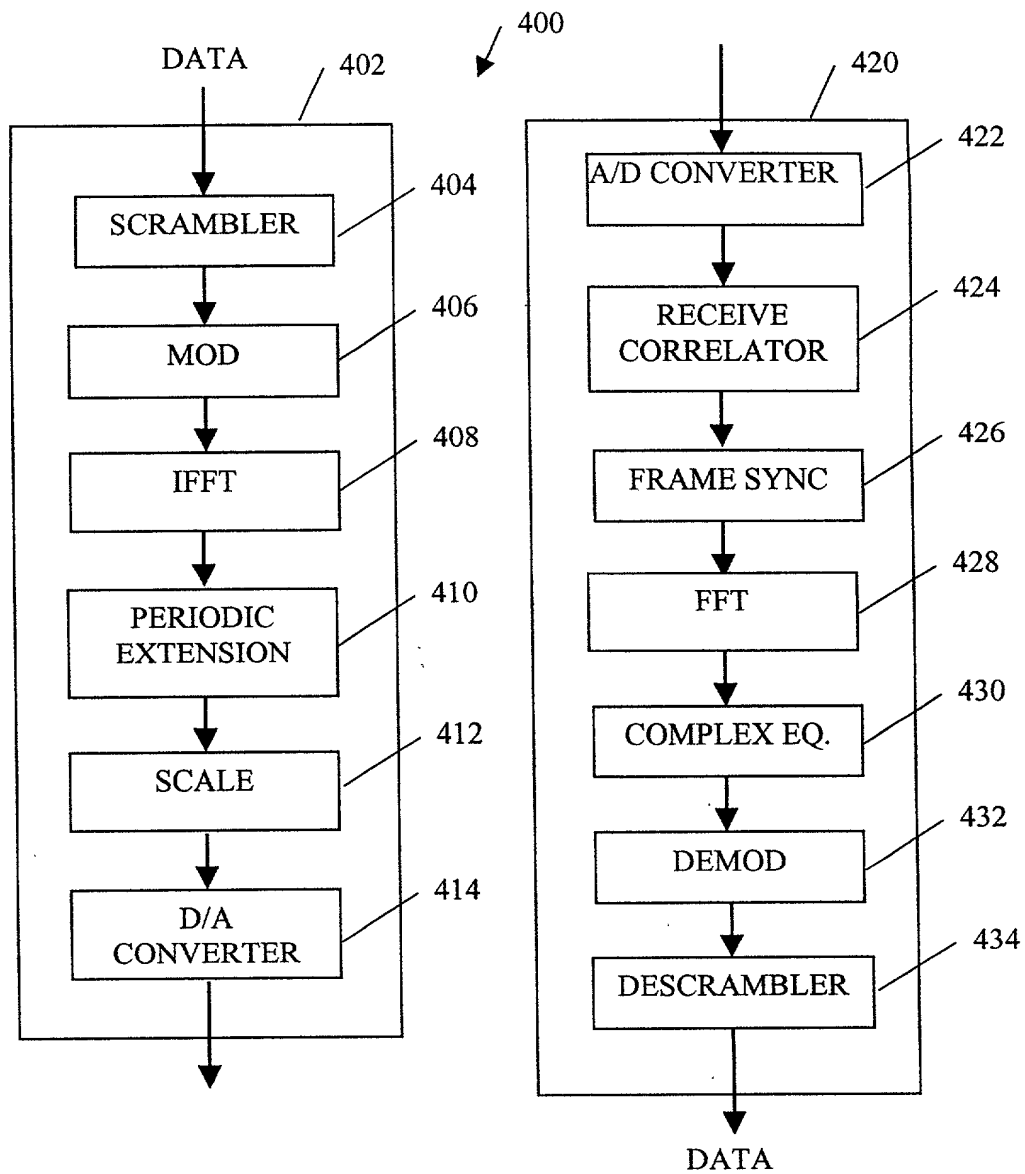 400
DATA
402
SCRAMBLER
404
MOD
406
IFFT
408
PERIODIC
EXTENSION
410
SCALE
412
D/A
CONVERTER
414
420
A/D CONVERTER
422
RECEIVE
CORRELATOR
424
FRAME SYNC
426
FFT
428
COMPLEX EQ.
430
DEMOD
432
DESCRAMBLER
434
DATA